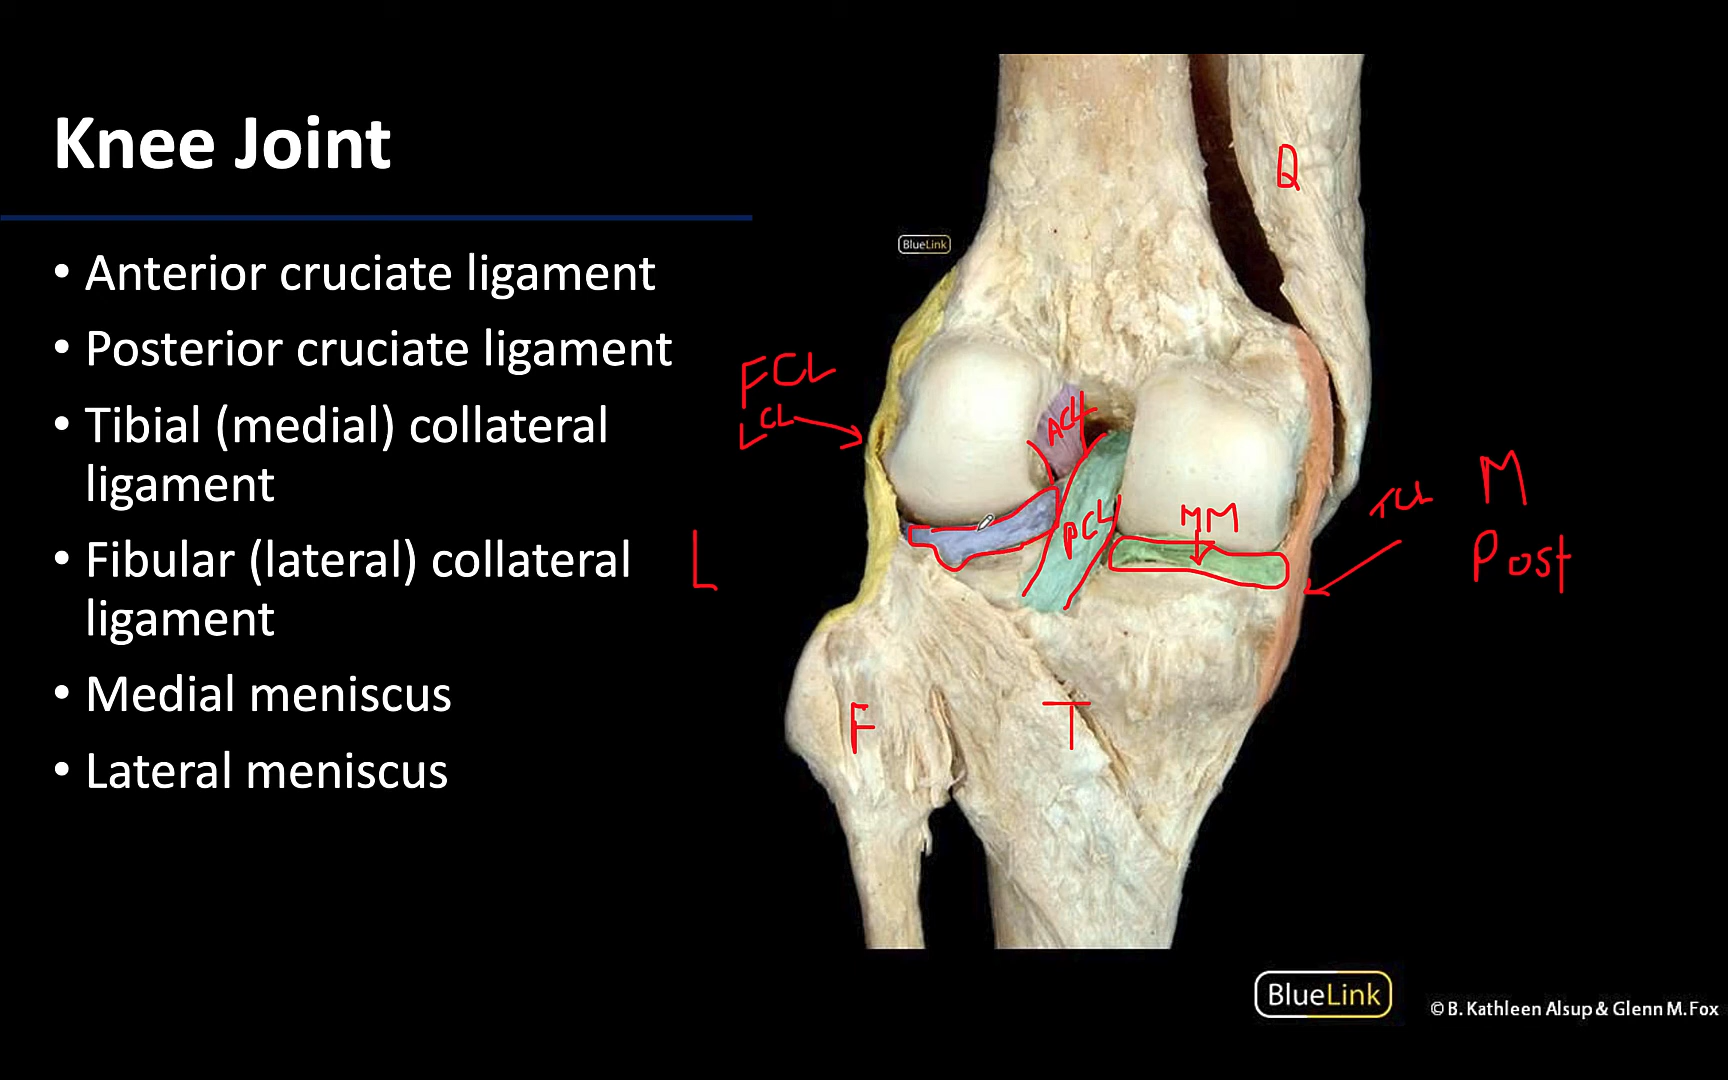 Knee Joint
• Anterior cruciate ligament
• Posterior cruciate ligament
• Tibial (medial) collateral
ligament
• Fibular (lateral) collateral
ligament
• Medial meniscus
• Lateral meniscus
Q
BlueLink
FCL
LCL
ACL
PCL
MM
TCL
M
Post
L
F
T
BlueLink
© B. Kathleen Alsup & Glenn M. Fox